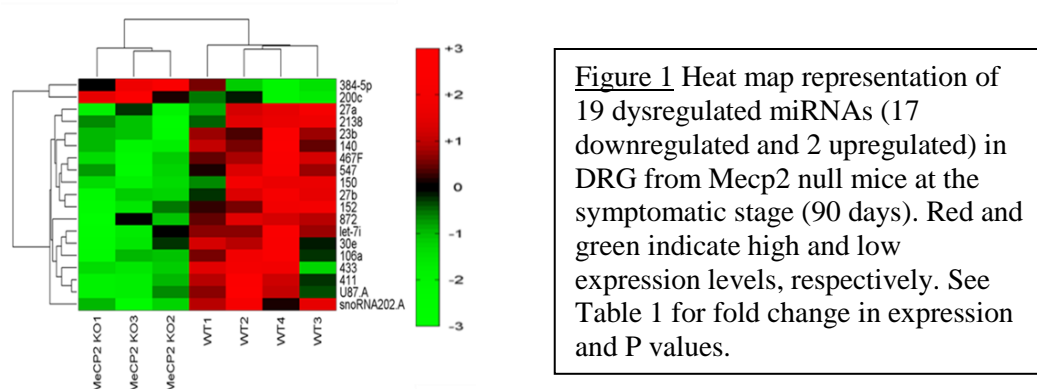 +3
384-5p
200c
+2
27a
2138
23b
+1
140
467F
547
0
150
27b
152
872
-1
let-7i
30e
106a
-2
433
411
U87.A
snoRNA202.A
-3
MeCP2 KO1
MeCP2 KO3
MeCP2 KO2
WT1
WT2
WT4
WT3
Figure 1 Heat map representation of
19 dysregulated miRNAs (17
downregulated and 2 upregulated) in
DRG from Mecp2 null mice at the
symptomatic stage (90 days). Red and
green indicate high and low
expression levels, respectively. See
Table 1 for fold change in expression
and P values.